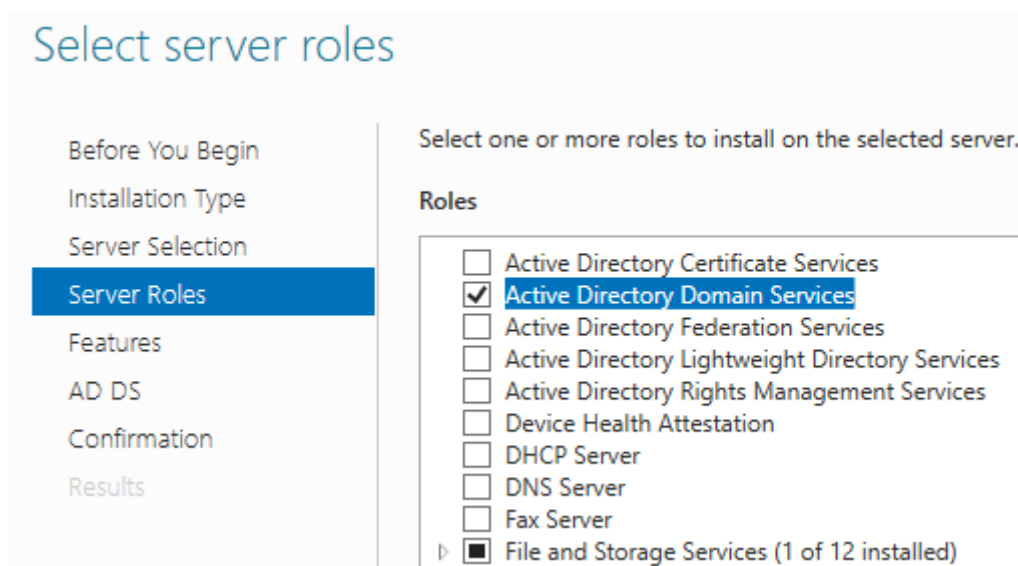 Select server roles
Before You Begin
Installation Type
Server Selection
Server Roles
Features
AD DS
Confirmation
Results
Select one or more roles to install on the selected server.
Roles
Active Directory Certificate Services
Active Directory Domain Services
Active Directory Federation Services
Active Directory Lightweight Directory Services
Active Directory Rights Management Services
Device Health Attestation
DHCP Server
DNS Server
Fax Server
File and Storage Services (1 of 12 installed)